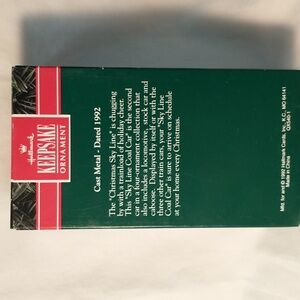 Hallmark
KEEPSAKE
ORNAMENT
Cast Metal - Dated 1992
The "Christmas Sky Line" is chugging
by with a trainload of holiday cheer.
This "Sky Line Coal Car" is the second
car in a four-ornament collection that
also includes a locomotive, stock car and
caboose. Displayed by itself or with the
three other train cars, your "Sky Line
Coal Car" is sure to arrive on schedule
at your home every Christmas.
Mfd. for and © 1992 Hallmark Cards, Inc. K.C., MO 64141
Made in China